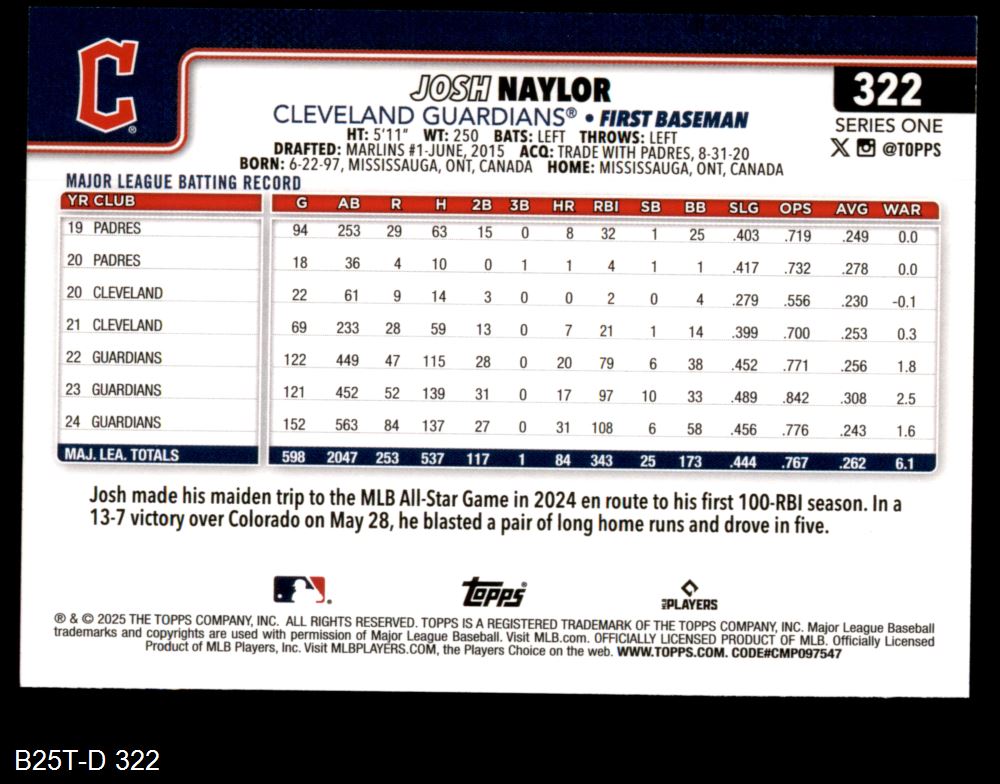 C
JOSH NAYLOR
322
CLEVELAND GUARDIANS® • FIRST BASEMAN
SERIES ONE
HT: 5'11" WT: 250 BATS: LEFT THROWS: LEFT
@TOPPS
DRAFTED: MARLINS #1-JUNE, 2015 ACQ: TRADE WITH PADRES, 8-31-20
BORN: 6-22-97, MISSISSAUGA, ONT, CANADA HOME: MISSISSAUGA, ONT, CANADA
MAJOR LEAGUE BATTING RECORD
YR CLUB G AB R H 2B 3B HR RBI SB BB SLG OPS AVG WAR
19 PADRES 94 253 29 63 15 0 8 32 1 25 .403 .719 .249 0.0
20 PADRES 18 36 4 10 0 1 1 4 1 1 .417 .732 .278 0.0
20 CLEVELAND 22 61 9 14 3 0 0 2 0 4 .279 .556 .230 -0.1
21 CLEVELAND 69 233 28 59 13 0 7 21 1 14 .399 .700 .253 0.3
22 GUARDIANS 122 449 47 115 28 0 20 79 6 38 .452 .771 .256 1.8
23 GUARDIANS 121 452 52 139 31 0 17 97 10 33 .489 .842 .308 2.5
24 GUARDIANS 152 563 84 137 27 0 31 108 6 58 .456 .776 .243 1.6
MAJ. LEA. TOTALS 598 2047 253 537 117 1 84 343 25 173 .444 .767 .262 6.1
Josh made his maiden trip to the MLB All-Star Game in 2024 en route to his first 100-RBI season. In a
13-7 victory over Colorado on May 28, he blasted a pair of long home runs and drove in five.
Topps®
MLB PLAYERS
® & © 2025 THE TOPPS COMPANY, INC. ALL RIGHTS RESERVED. TOPPS IS A REGISTERED TRADEMARK OF THE TOPPS COMPANY, INC. Major League Baseball
trademarks and copyrights are used with permission of Major League Baseball. Visit MLB.com. OFFICIALLY LICENSED PRODUCT OF MLB. Officially Licensed
Product of MLB Players, Inc. Visit MLBPLAYERS.COM, the Players Choice on the web. WWW.TOPPS.COM. CODE#CMP097547
B25T-D 322